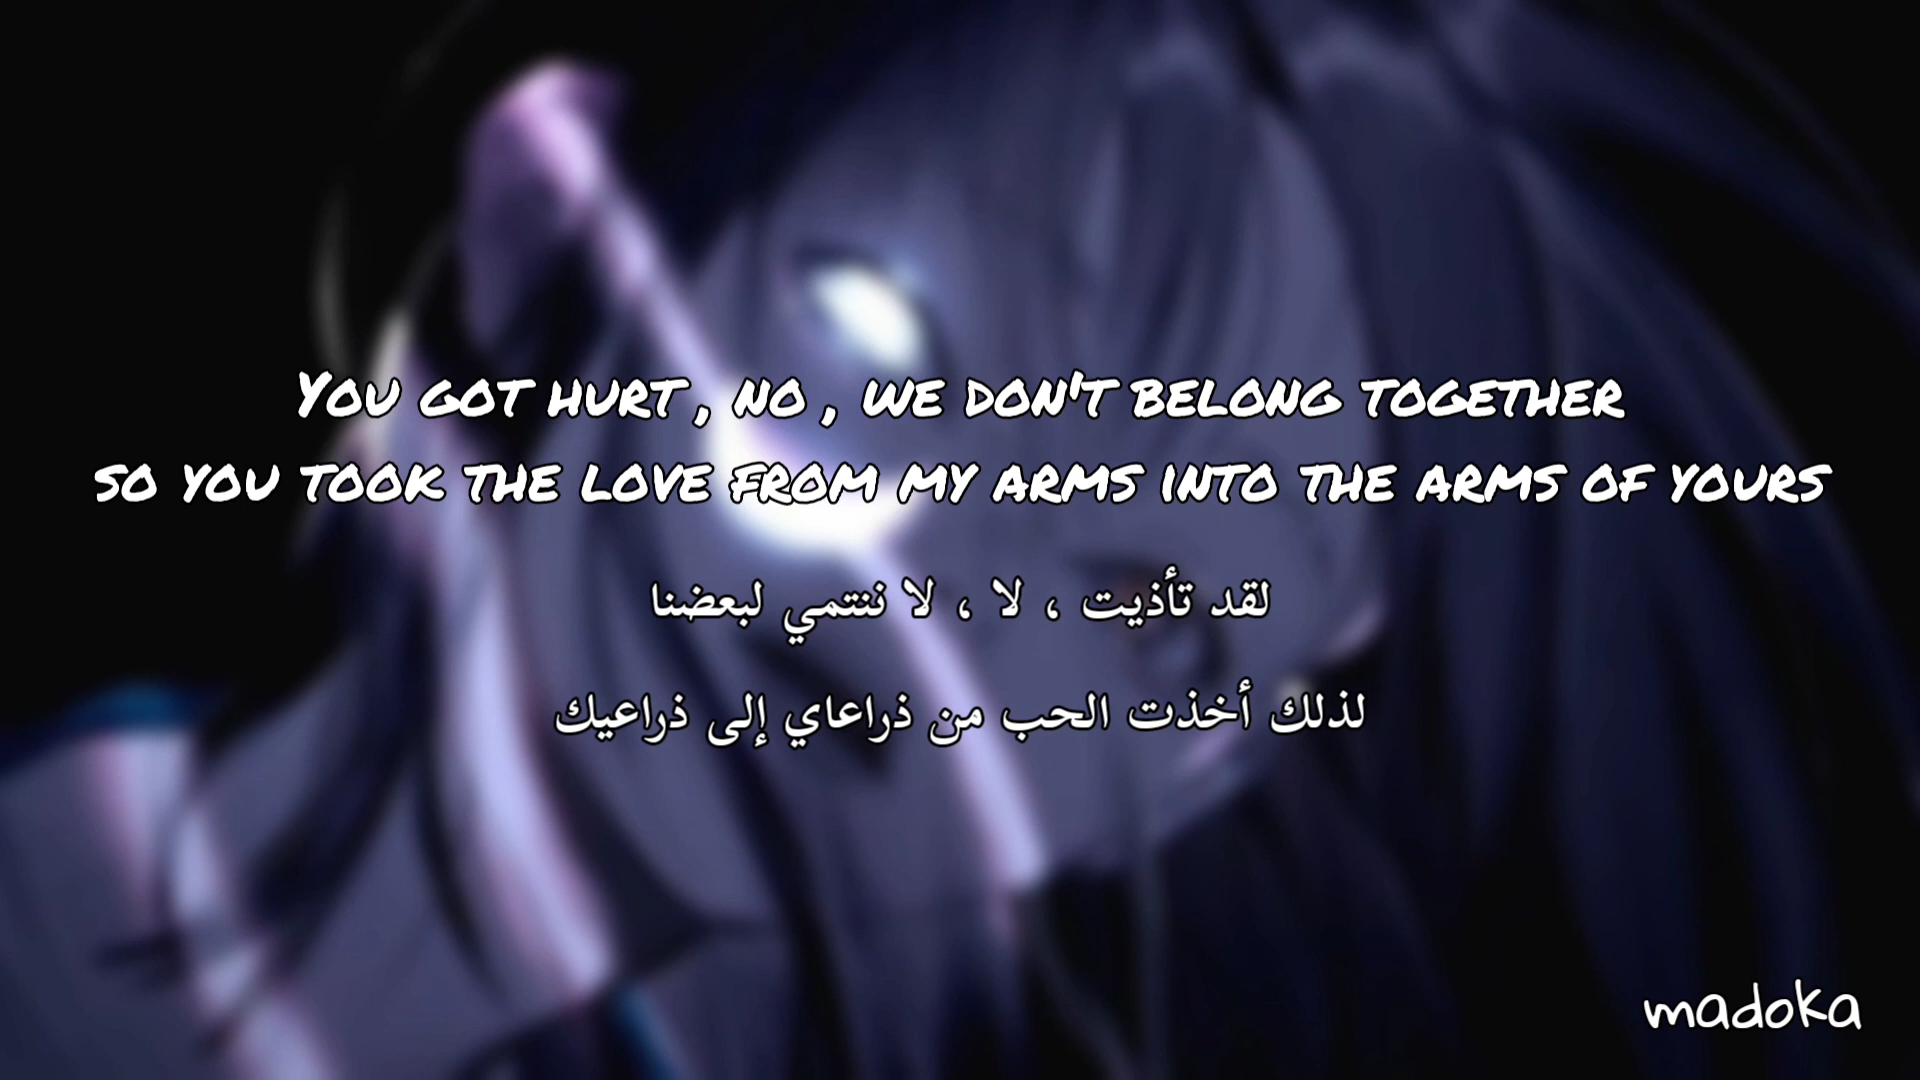 You got hurt , no , we don't belong together
so you took the love from my arms into the arms of yours
لقد تأذيت ، لا ، لا ننتمي لبعضنا
لذلك أخذت الحب من ذراعاي إلى ذراعيك
madoka